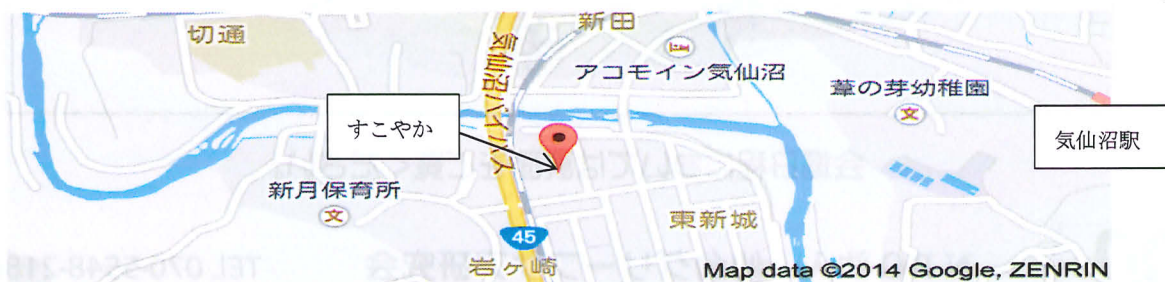 新田
切通
気仙沼バイパス
アコモイン気仙沼
葦の芽幼稚園
文
すこやか
気仙沼駅
新月保育所
文
東新城
45
岩ヶ崎
Map data ©2014 Google, ZENRIN